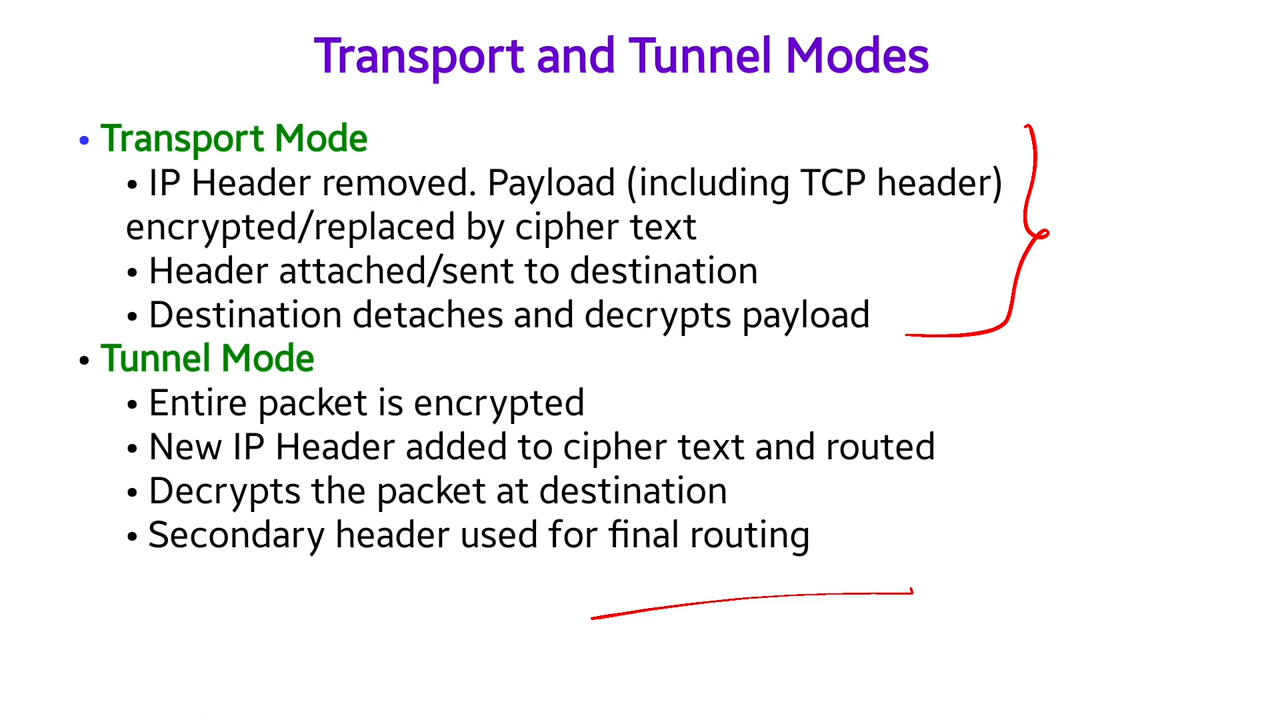 Transport and Tunnel Modes
• Transport Mode
• IP Header removed. Payload (including TCP header)
encrypted/replaced by cipher text
• Header attached/sent to destination
• Destination detaches and decrypts payload
• Tunnel Mode
• Entire packet is encrypted
• New IP Header added to cipher text and routed
• Decrypts the packet at destination
• Secondary header used for final routing